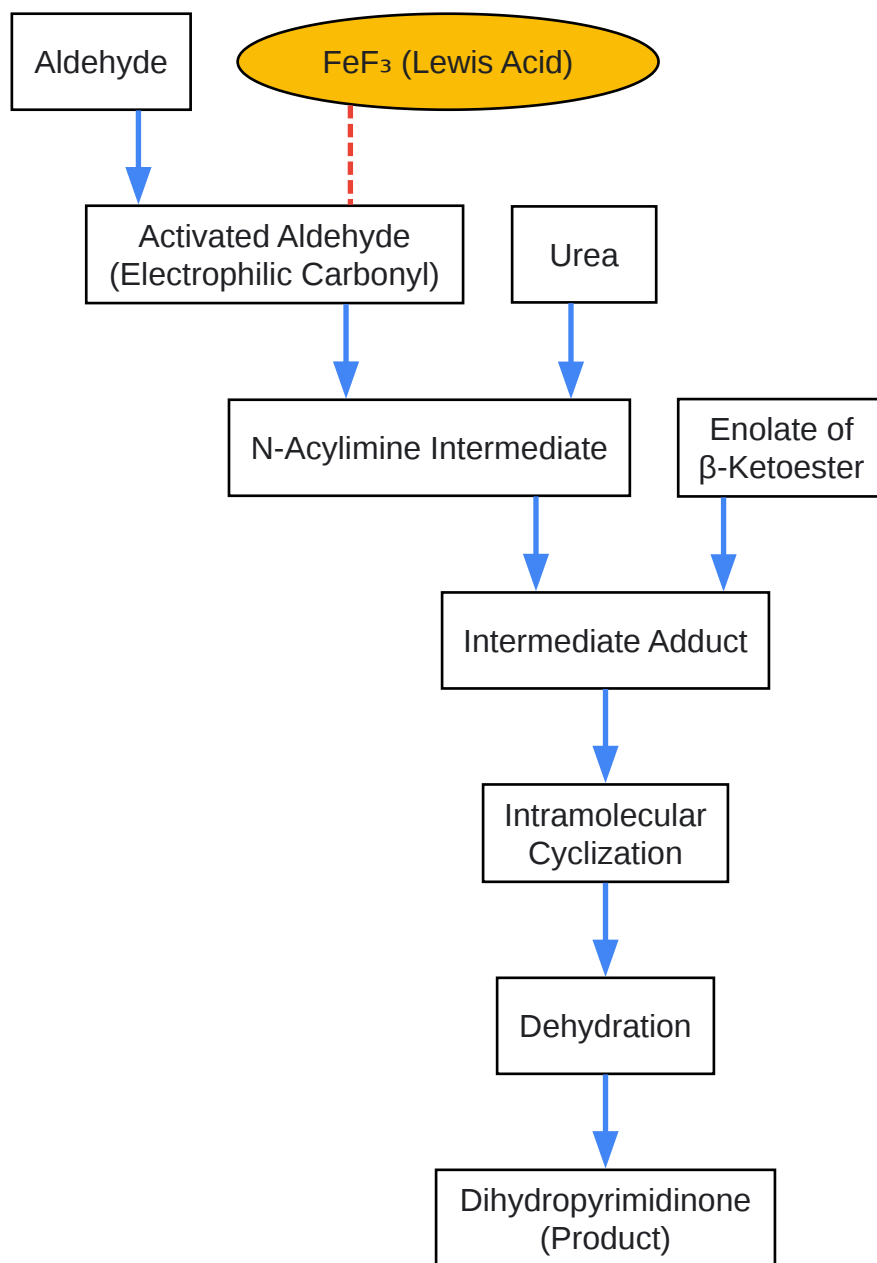 Aldehyde
FeF₃ (Lewis Acid)
Activated Aldehyde
(Electrophilic Carbonyl)
Urea
N-Acylimine Intermediate
Enolate of
β-Ketoester
Intermediate Adduct
Intramolecular
Cyclization
Dehydration
Dihydropyrimidinone
(Product)